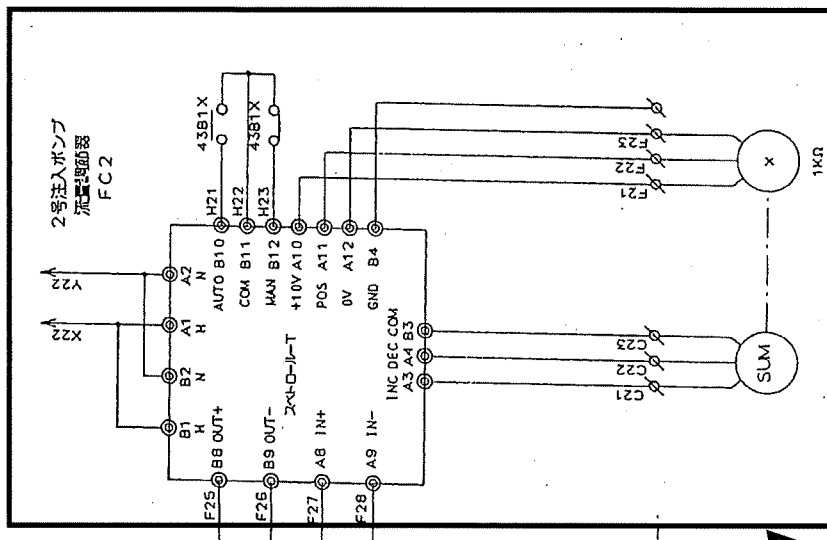 2号注入ポンプ
流量調節器
FC2
Y22
X22
A2
N
A1
H
B2
N
B1
H
43B1X
43B1X
H21
H22
H23
AUTO B10
COM B11
MAN B12
+10V A10
POS A11
0V A12
GND B4
スペトロールーT
B8 OUT+
B9 OUT-
A8 IN+
A9 IN-
F25
F26
F27
F28
INC DEC COM
A3 A4 B3
F23
F22
F21
X
1KΩ
C23
C22
C21
SUM